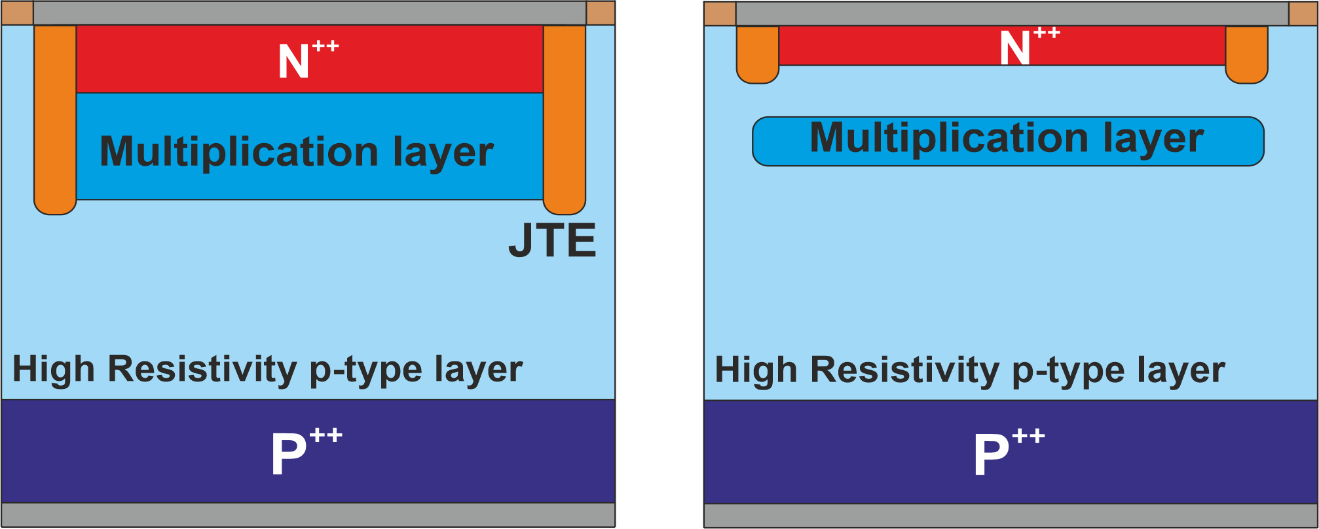 N++
Multiplication layer
JTE
High Resistivity p-type layer
P++
N++
Multiplication layer
High Resistivity p-type layer
P++